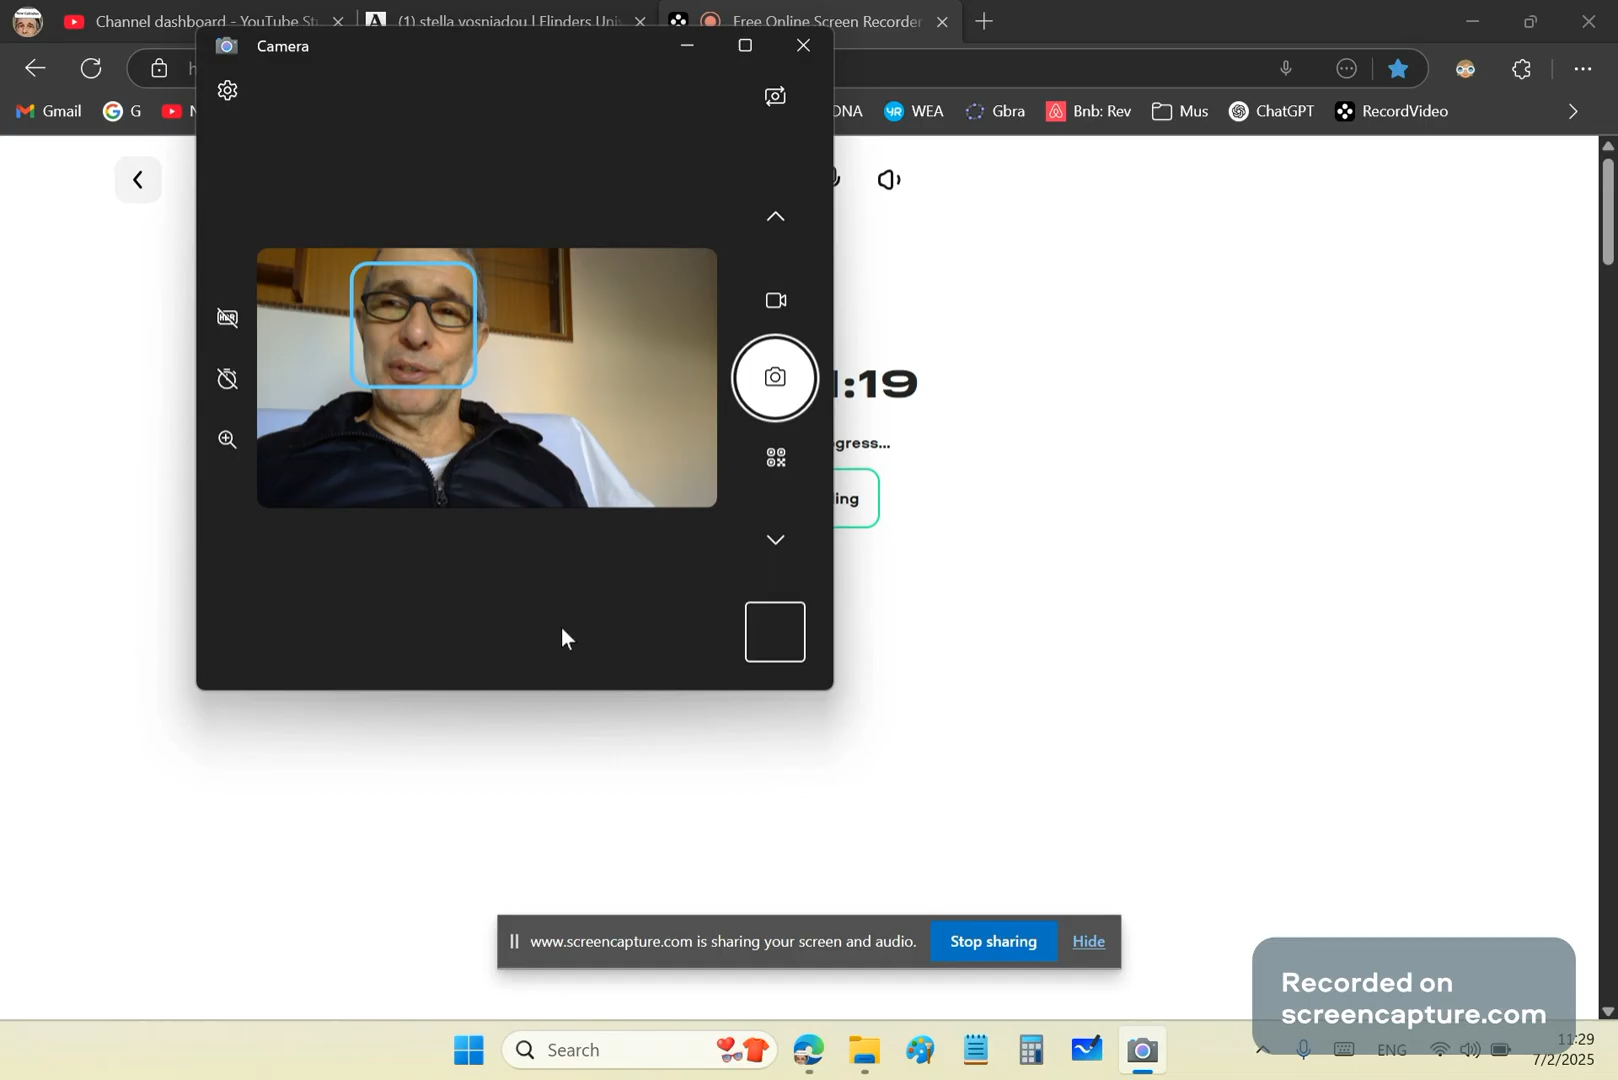 Channel dashboard - YouTube St
(1) stella vosniadou | Flinders Uni
Free Online Screen Recorder
Camera
Gmail
G
N
DNA
WEA
Gbra
Bnb: Rev
Mus
ChatGPT
RecordVideo
HDR
:19
gress...
ing
www.screencapture.com is sharing your screen and audio.
Stop sharing
Hide
Recorded on
screencapture.com
Search
ENG
11:29
7/2/2025